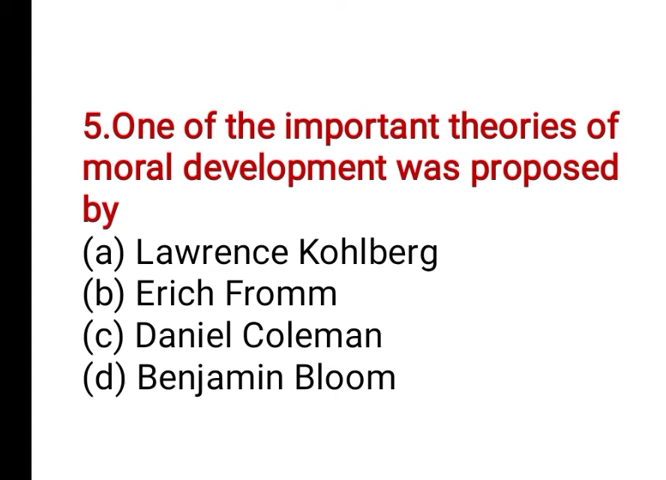 5.One of the important theories of
moral development was proposed
by
(a) Lawrence Kohlberg
(b) Erich Fromm
(c) Daniel Coleman
(d) Benjamin Bloom